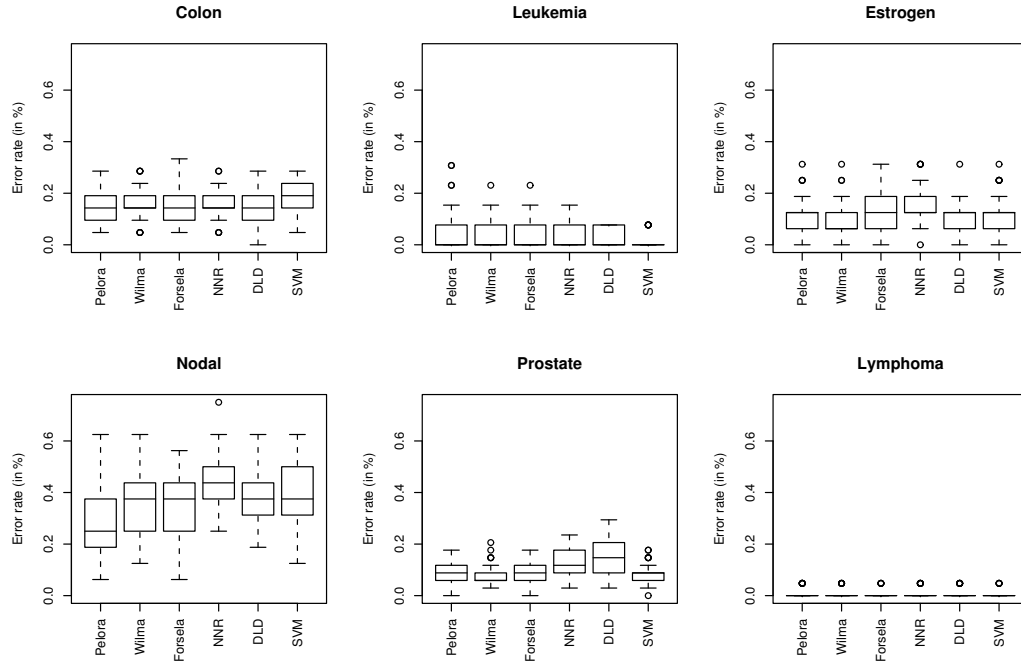 Colon
Error rate (in %)
0.0
0.2
0.4
0.6
Pelora
Wilma
Forsela
NNR
DLD
SVM
Leukemia
Error rate (in %)
0.0
0.2
0.4
0.6
Pelora
Wilma
Forsela
NNR
DLD
SVM
Estrogen
Error rate (in %)
0.0
0.2
0.4
0.6
Pelora
Wilma
Forsela
NNR
DLD
SVM
Nodal
Error rate (in %)
0.0
0.2
0.4
0.6
Pelora
Wilma
Forsela
NNR
DLD
SVM
Prostate
Error rate (in %)
0.0
0.2
0.4
0.6
Pelora
Wilma
Forsela
NNR
DLD
SVM
Lymphoma
Error rate (in %)
0.0
0.2
0.4
0.6
Pelora
Wilma
Forsela
NNR
DLD
SVM